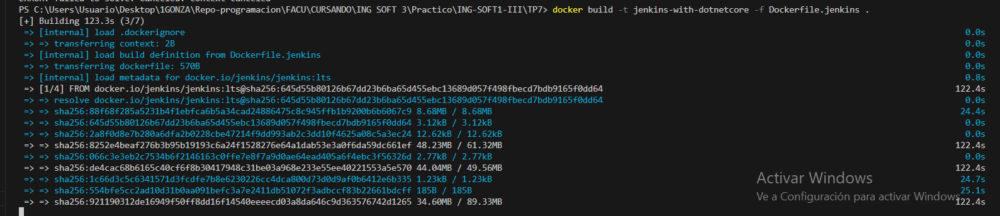 PS C:\Users\Usuario\Desktop\1GONZA\Repo-programacion\FACU\CURSANDO\ING SOFT 3\Practico\ING-SOFT1-III\TP7> docker build -t jenkins-with-dotnetcore -f Dockerfile.jenkins .
[+] Building 123.3s (3/7)
=> [internal] load .dockerignore 0.0s
=> => transferring context: 2B 0.0s
=> [internal] load build definition from Dockerfile.jenkins 0.0s
=> => transferring dockerfile: 570B 0.0s
=> [internal] load metadata for docker.io/jenkins/jenkins:lts 0.8s
=> [1/4] FROM docker.io/jenkins/jenkins:lts@sha256:645d55b80126b67dd23b6ba65d455ebc13689d057f498fbecd7bdb9165f0dd64 122.4s
=> => resolve docker.io/jenkins/jenkins:lts@sha256:645d55b80126b67dd23b6ba65d455ebc13689d057f498fbecd7bdb9165f0dd64 0.0s
=> => sha256:88f68f285a5231b4f1ebfca6b5a34cad24886475c8c945ffb1b9200b6b6067c9 8.68MB / 8.68MB 24.4s
=> => sha256:645d55b80126b67dd23b6ba65d455ebc13689d057f498fbecd7bdb9165f0dd64 3.12kB / 3.12kB 0.0s
=> => sha256:2a8f0d8e7b280a6dfa2b0228cbe47214f9dd993ab2c3dd10f4625a08c5a3ec24 12.62kB / 12.62kB 0.0s
=> => sha256:8252e4beaf276b3b95b19193c6a24f1528276e64a1dab53e3a0f6da59dc661ef 48.23MB / 61.32MB 122.4s
=> => sha256:066c3e3eb2c7534b6f2146163c0ffe7e8f7a9d0ae64ead405a6f4ebc3f56326d 2.77kB / 2.77kB 0.0s
=> => sha256:de4cac68b6165c40cf6f8b30417948c31be03a968e233e55ee40221553a5e570 44.04MB / 49.56MB 122.4s
=> => sha256:1c66d3c5c6341571d3fcdfe7b8e6230226cc4dca800d73d0d9af0b6412e6b335 1.23kB / 1.23kB 24.7s
=> => sha256:554bfe5cc2ad10d31b0aa091befc3a7e2411db51072f3adbccf83b22661bdcff 185B / 185B 25.1s
=> => sha256:921190312de16949f50ff8dd16f14540eeeecd03a8da646c9d363576742d1265 34.60MB / 89.33MB 122.4s
Activar Windows
Ve a Configuración para activar Windows.